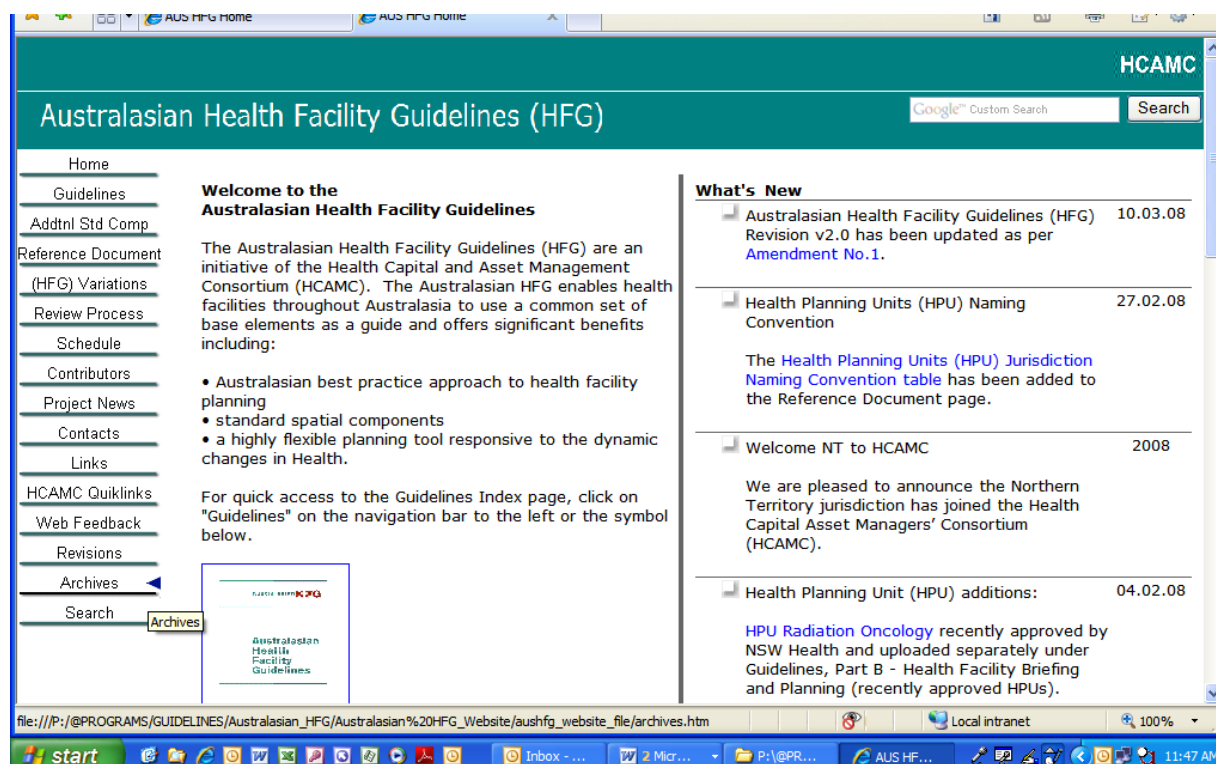 AUS HFG Home
AUS HFG Home
HCAMC
Australasian Health Facility Guidelines (HFG)
Google™ Custom Search
Search
Home
Guidelines
Addtnl Std Comp
Reference Document
(HFG) Variations
Review Process
Schedule
Contributors
Project News
Contacts
Links
HCAMC Quiklinks
Web Feedback
Revisions
Archives
Search
Archives
Welcome to the
Australasian Health Facility Guidelines
The Australasian Health Facility Guidelines (HFG) are an
initiative of the Health Capital and Asset Management
Consortium (HCAMC). The Australasian HFG enables health
facilities throughout Australasia to use a common set of
base elements as a guide and offers significant benefits
including:
• Australasian best practice approach to health facility
planning
• standard spatial components
• a highly flexible planning tool responsive to the dynamic
changes in Health.
For quick access to the Guidelines Index page, click on
"Guidelines" on the navigation bar to the left or the symbol
below.
Australasian
Health
Facility
Guidelines
What's New
Australasian Health Facility Guidelines (HFG) 10.03.08
Revision v2.0 has been updated as per
Amendment No.1.
Health Planning Units (HPU) Naming 27.02.08
Convention
The Health Planning Units (HPU) Jurisdiction
Naming Convention table has been added to
the Reference Document page.
Welcome NT to HCAMC 2008
We are pleased to announce the Northern
Territory jurisdiction has joined the Health
Capital Asset Managers' Consortium
(HCAMC).
Health Planning Unit (HPU) additions: 04.02.08
HPU Radiation Oncology recently approved by
NSW Health and uploaded separately under
Guidelines, Part B - Health Facility Briefing
and Planning (recently approved HPUs).
file:///P:/@PROGRAMS/GUIDELINES/Australasian_HFG/Australasian%20HFG_Website/aushfg_website_file/archives.htm
Local intranet
100%
start
Inbox - ...
2 Micr...
P:\@PR...
AUS HF...
11:47 AM